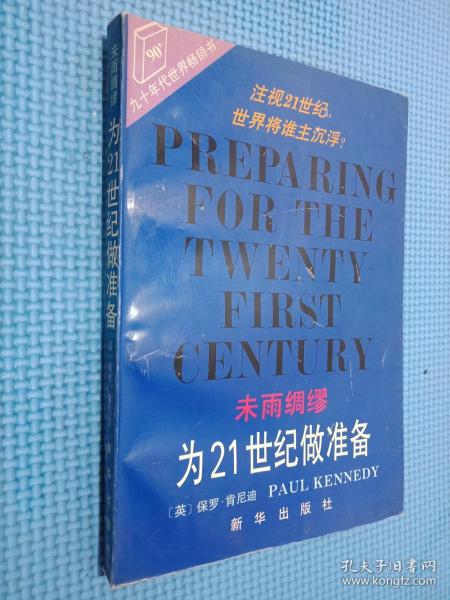 90'
九十年代世界畅销书
注视21世纪,
世界将谁主沉浮?
PREPARING
FOR THE
TWENTY-
FIRST
CENTURY
未雨绸缪
为21世纪做准备
〔英〕保罗·肯尼迪 PAUL KENNEDY
新华出版社
未雨绸缪
为21世纪做准备
孔夫子旧书网
www.kongfz.com